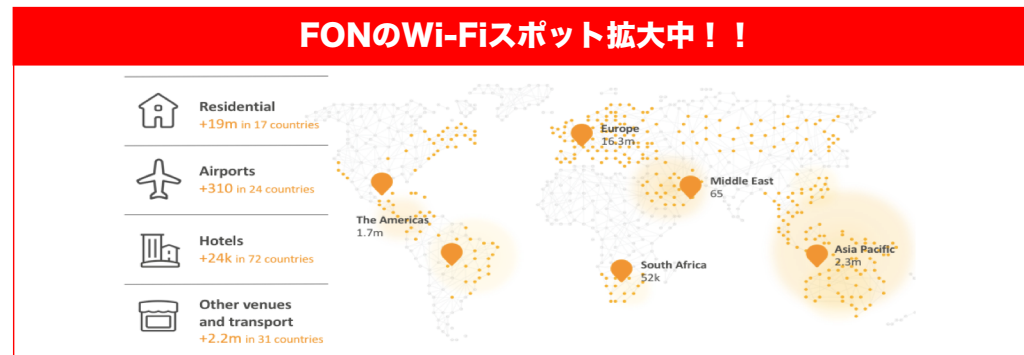 FONのWi-Fiスポット拡大中！！
Residential
+19m in 17 countries
Airports
+310 in 24 countries
Hotels
+24k in 72 countries
Other venues
and transport
+2.2m in 31 countries
Europe
16.3m
Middle East
65
The Americas
1.7m
South Africa
52k
Asia Pacific
2,3m